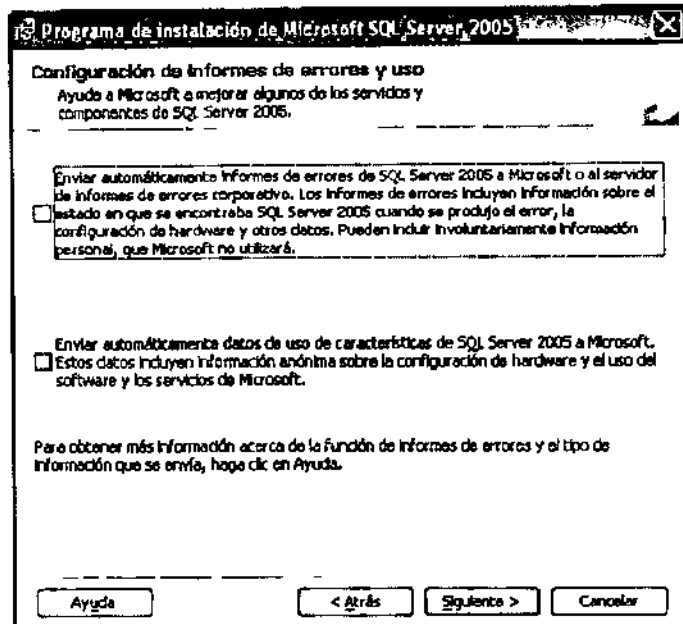 Programa de instalación de Microsoft SQL Server 2005
Configuración de informes de errores y uso
Ayude a Microsoft a mejorar algunos de los servicios y
componentes de SQL Server 2005.
Enviar automáticamente informes de errores de SQL Server 2005 a Microsoft o al servidor
de informes de errores corporativo. Los informes de errores incluyen información sobre el
estado en que se encontraba SQL Server 2005 cuando se produjo el error, la
configuración de hardware y otros datos. Pueden incluir involuntariamente información
personal, que Microsoft no utilizará.
Enviar automáticamente datos de uso de características de SQL Server 2005 a Microsoft.
Estos datos incluyen información anónima sobre la configuración de hardware y el uso del
software y los servicios de Microsoft.
Para obtener más información acerca de la función de informes de errores y el tipo de
información que se envía, haga clic en Ayuda.
Ayuda
< Atrás
Siguiente >
Cancelar